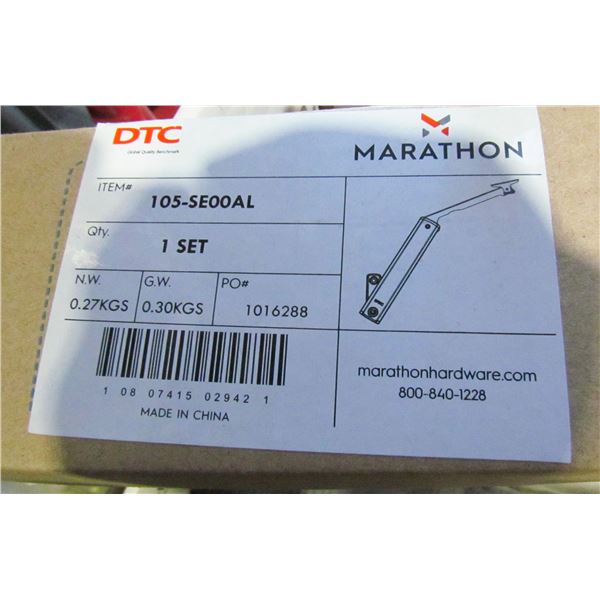 DTC
Global Quality Benchmark
MARATHON
ITEM# 105-SE00AL
Qty. 1 SET
N.W. 0.27KGS
G.W. 0.30KGS
PO# 1016288
1 08 07415 02942 1
MADE IN CHINA
marathonhardware.com
800-840-1228